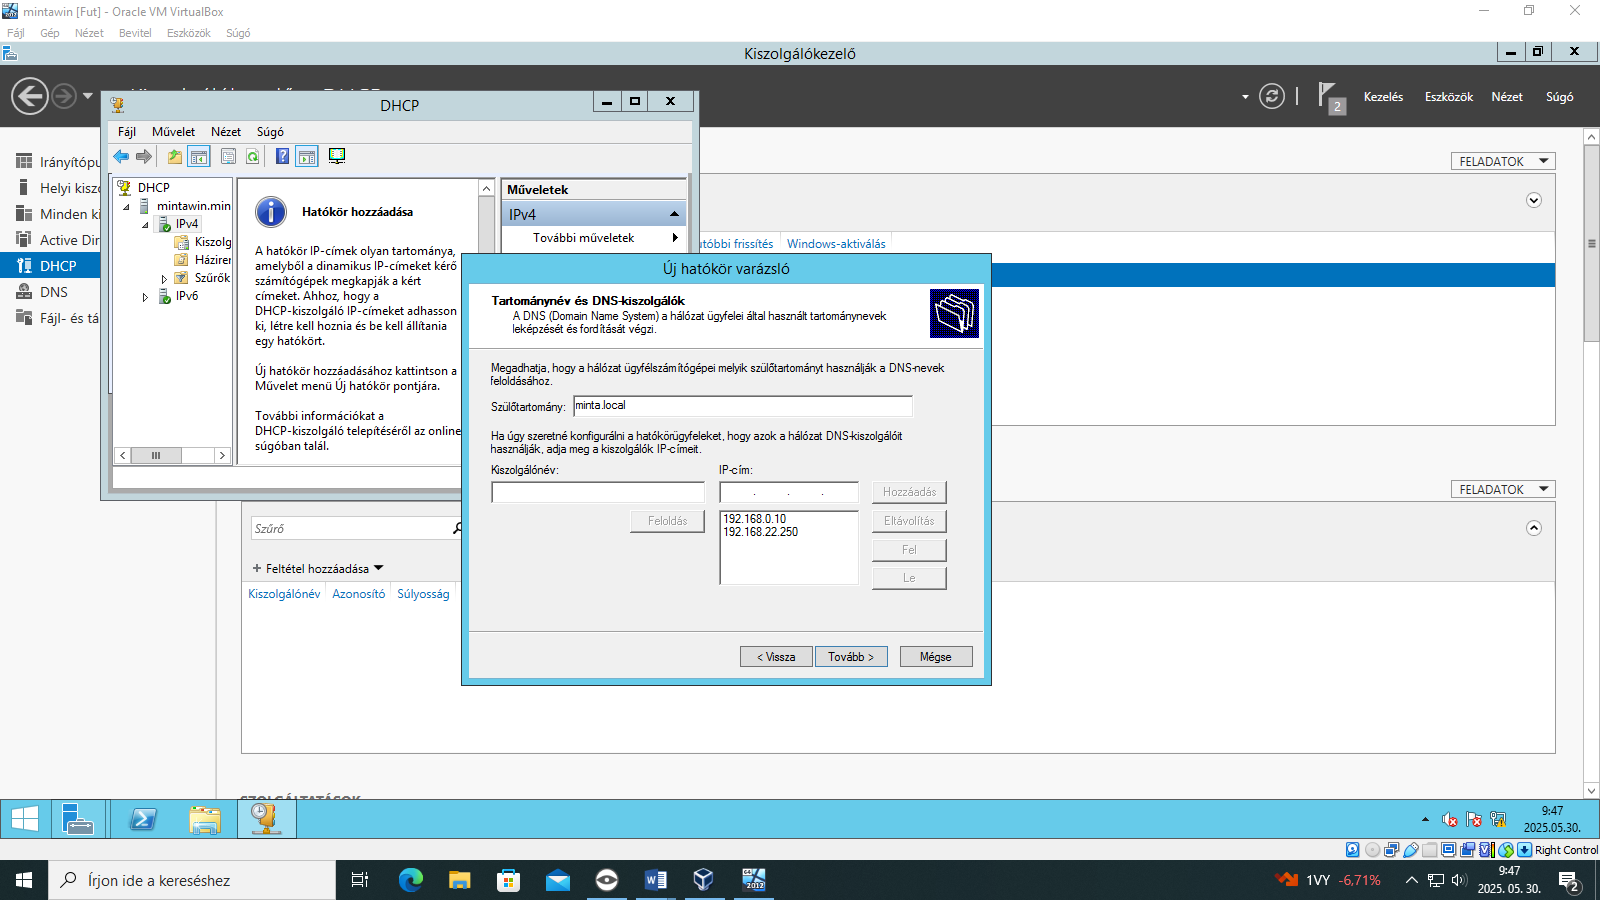 mintawin [Fut] - Oracle VM VirtualBox
Fájl Gép Nézet Bevitel Eszközök Súgó
Kiszolgálókezelő
2
Kezelés Eszközök Nézet Súgó
DHCP
Fájl Művelet Nézet Súgó
Irányítópu
Helyi kisz
Minden ki
Active Dir
DHCP
DNS
Fájl- és tá
DHCP
mintawin.min
IPv4
Kiszolg
Házirer
Szűrők
IPv6
Hatókör hozzáadása
A hatókör IP-címek olyan tartománya,
amelyből a dinamikus IP-címeket kérő
számítógépek megkapják a kért
címeket. Ahhoz, hogy a
DHCP-kiszolgáló IP-címeket adhasson
ki, létre kell hoznia és be kell állítania
egy hatókört.
Új hatókör hozzáadásához kattintson a
Művelet menü Új hatókör pontjára.
További információkat a
DHCP-kiszolgáló telepítéséről az online
súgóban talál.
Műveletek
IPv4
További műveletek
FELADATOK
utóbbi frissítés Windows-aktiválás
Új hatókör varázsló
Tartománynév és DNS-kiszolgálók
A DNS (Domain Name System) a hálózat ügyfelei által használt tartománynevek
leképzését és fordítását végzi.
Megadhatja, hogy a hálózat ügyfélszámítógépei melyik szülőtartományt használják a DNS-nevek
feloldásához.
Szülőtartomány: minta.local
Ha úgy szeretné konfigurálni a hatókörügyfeleket, hogy azok a hálózat DNS-kiszolgálóit
használják, adja meg a kiszolgálók IP-címeit.
Kiszolgálónév: IP-cím:
. . . Hozzáadás
Feloldás 192.168.0.10 Eltávolítás
192.168.22.250
Fel
Le
< Vissza Tovább > Mégse
FELADATOK
Szűrő
+ Feltétel hozzáadása
Kiszolgálónév Azonosító Súlyosság
SZOLGÁLTATÁSOK
9:47
2025.05.30.
Right Control
Írjon ide a kereséshez
1VY -6,71%
9:47
2025. 05. 30.
2